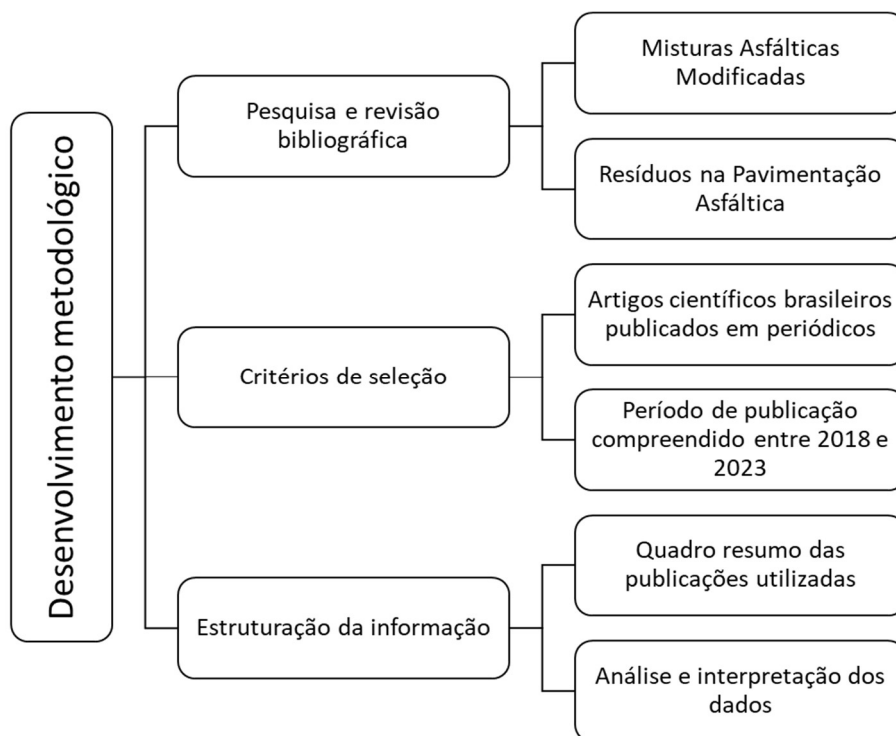 Desenvolvimento metodológico
Pesquisa e revisão
bibliográfica
Misturas Asfálticas
Modificadas
Resíduos na Pavimentação
Asfáltica
Critérios de seleção
Artigos científicos brasileiros
publicados em periódicos
Período de publicação
compreendido entre 2018 e
2023
Estruturação da informação
Quadro resumo das
publicações utilizadas
Análise e interpretação dos
dados